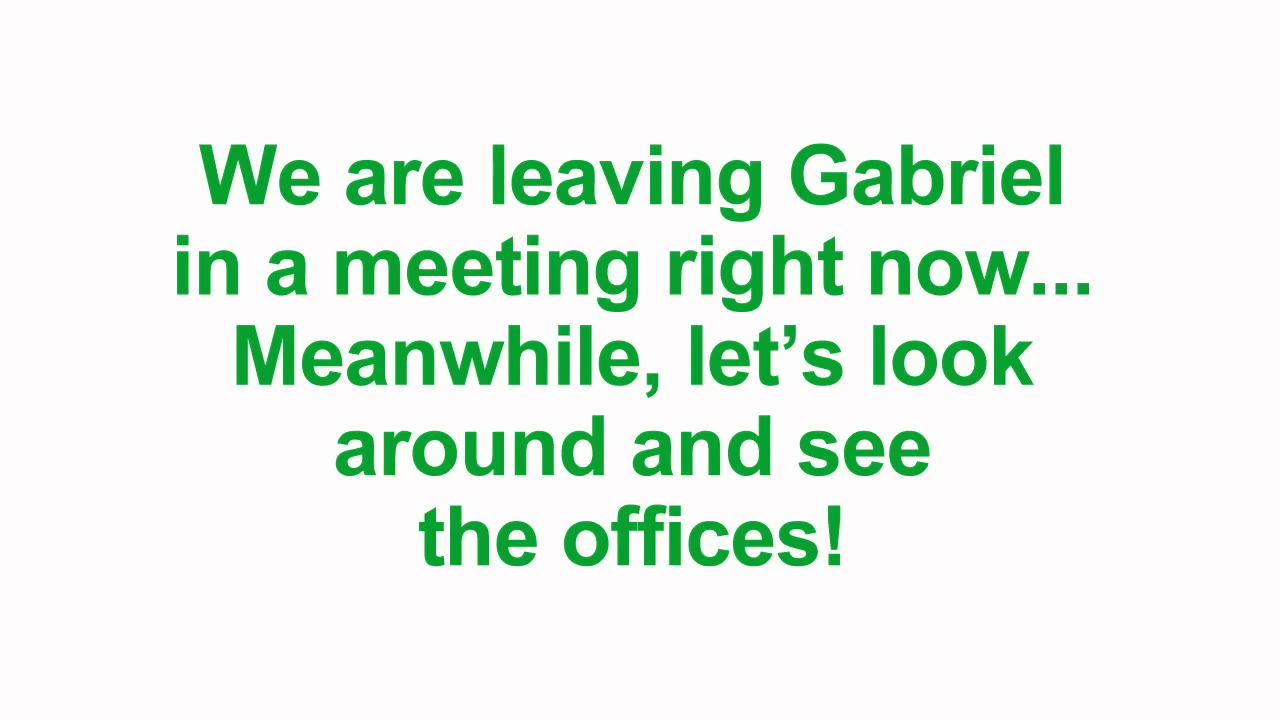 We are leaving Gabriel
in a meeting right now...
Meanwhile, let’s look
around and see
the offices!